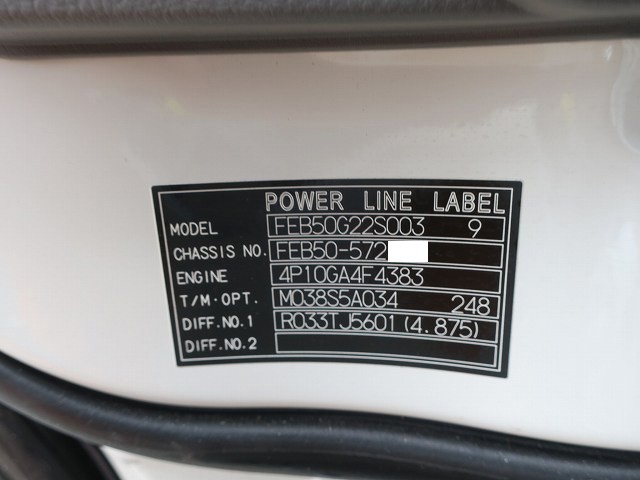 POWER LINE LABEL
MODEL FEB50G22S003 9
CHASSIS NO. FEB50-572
ENGINE 4P10GA4F4383
T/M·OPT. M038S5A034 248
DIFF.NO.1 R033TJ5601(4.875)
DIFF.NO.2